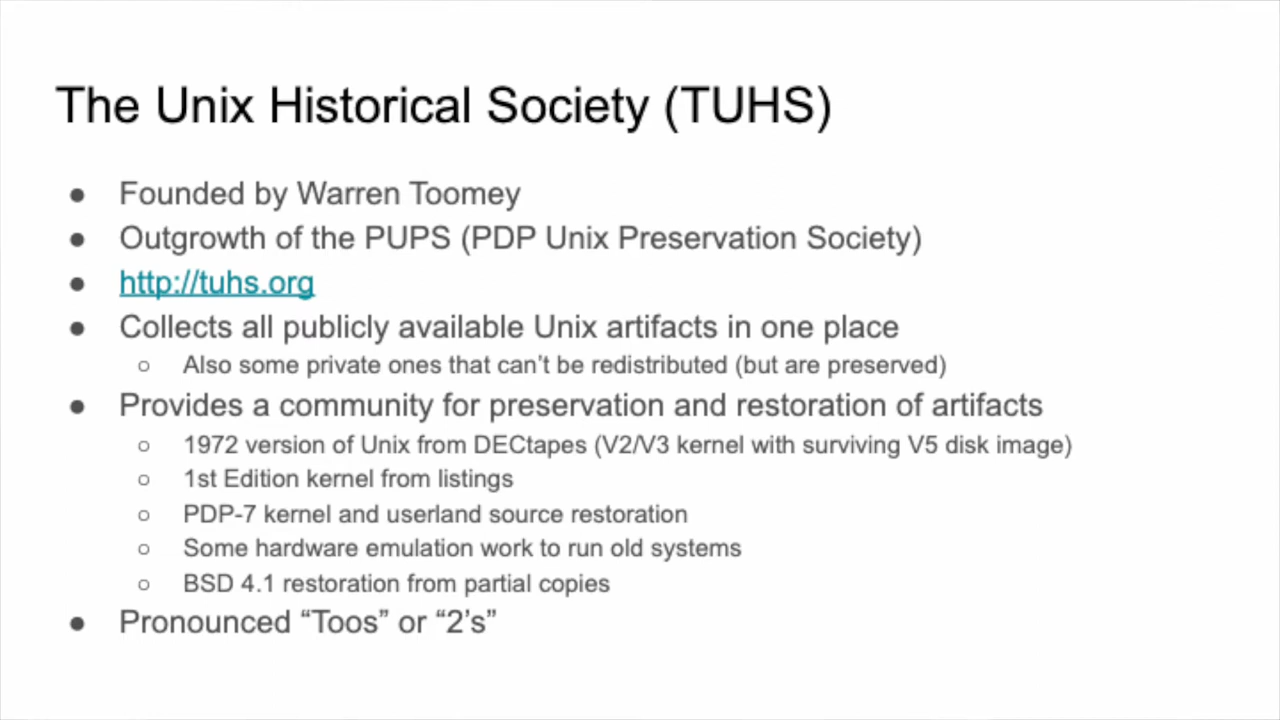 The Unix Historical Society (TUHS)
● Founded by Warren Toomey
● Outgrowth of the PUPS (PDP Unix Preservation Society)
● http://tuhs.org
● Collects all publicly available Unix artifacts in one place
○ Also some private ones that can’t be redistributed (but are preserved)
● Provides a community for preservation and restoration of artifacts
○ 1972 version of Unix from DECtapes (V2/V3 kernel with surviving V5 disk image)
○ 1st Edition kernel from listings
○ PDP-7 kernel and userland source restoration
○ Some hardware emulation work to run old systems
○ BSD 4.1 restoration from partial copies
● Pronounced “Toos” or “2’s”